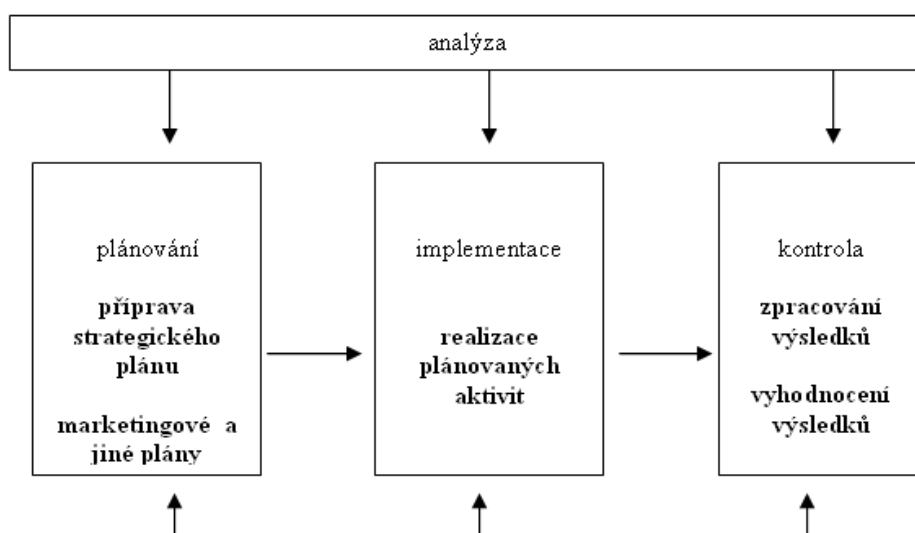 analýza
plánování
příprava
strategického
plánu
marketingové a
jiné plány
implementace
realizace
plánovaných
aktivit
kontrola
zpracování
výsledků
vyhodnocení
výsledků